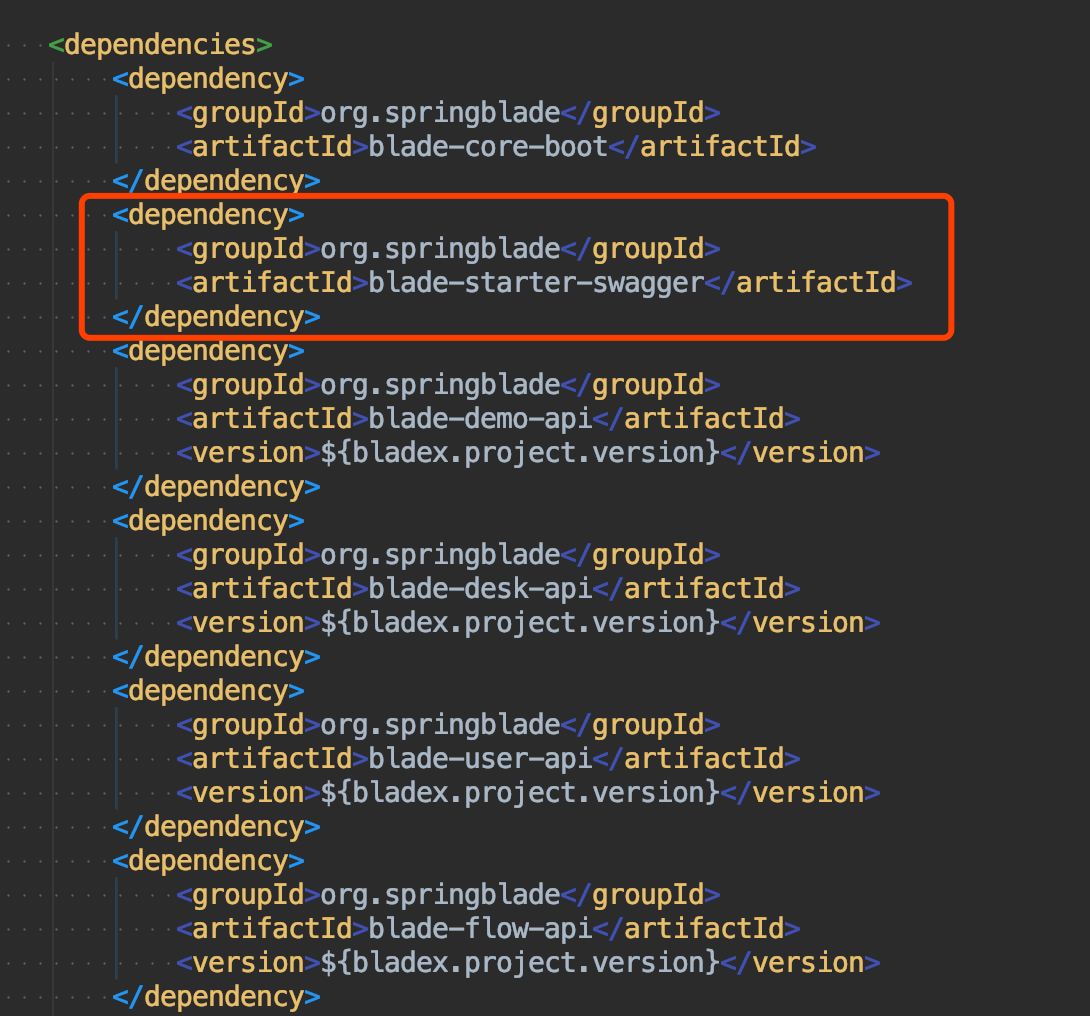 <dependencies>
<dependency>
<groupId>org.springblade</groupId>
<artifactId>blade-core-boot</artifactId>
</dependency>
<dependency>
<groupId>org.springblade</groupId>
<artifactId>blade-starter-swagger</artifactId>
</dependency>
<dependency>
<groupId>org.springblade</groupId>
<artifactId>blade-demo-api</artifactId>
<version>${bladex.project.version}</version>
</dependency>
<dependency>
<groupId>org.springblade</groupId>
<artifactId>blade-desk-api</artifactId>
<version>${bladex.project.version}</version>
</dependency>
<dependency>
<groupId>org.springblade</groupId>
<artifactId>blade-user-api</artifactId>
<version>${bladex.project.version}</version>
</dependency>
<dependency>
<groupId>org.springblade</groupId>
<artifactId>blade-flow-api</artifactId>
<version>${bladex.project.version}</version>
</dependency>